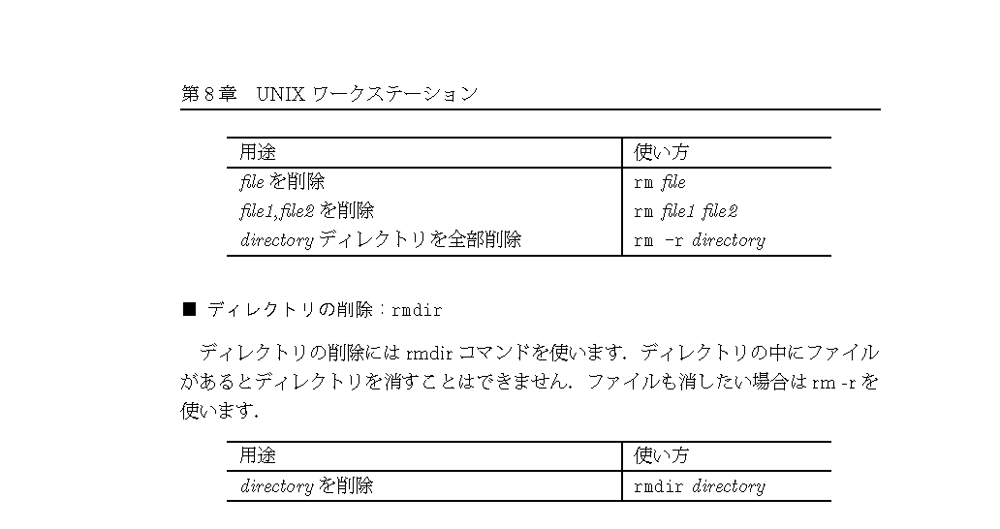 第8章　UNIX ワークステーション
用途 使い方
file を削除 rm file
file1,file2 を削除 rm file1 file2
directory ディレクトリを全部削除 rm -r directory
■ ディレクトリの削除：rmdir
ディレクトリの削除には rmdir コマンドを使います．ディレクトリの中にファイル
があるとディレクトリを消すことはできません．ファイルも消したい場合は rm -r を
使います．
用途 使い方
directory を削除 rmdir directory